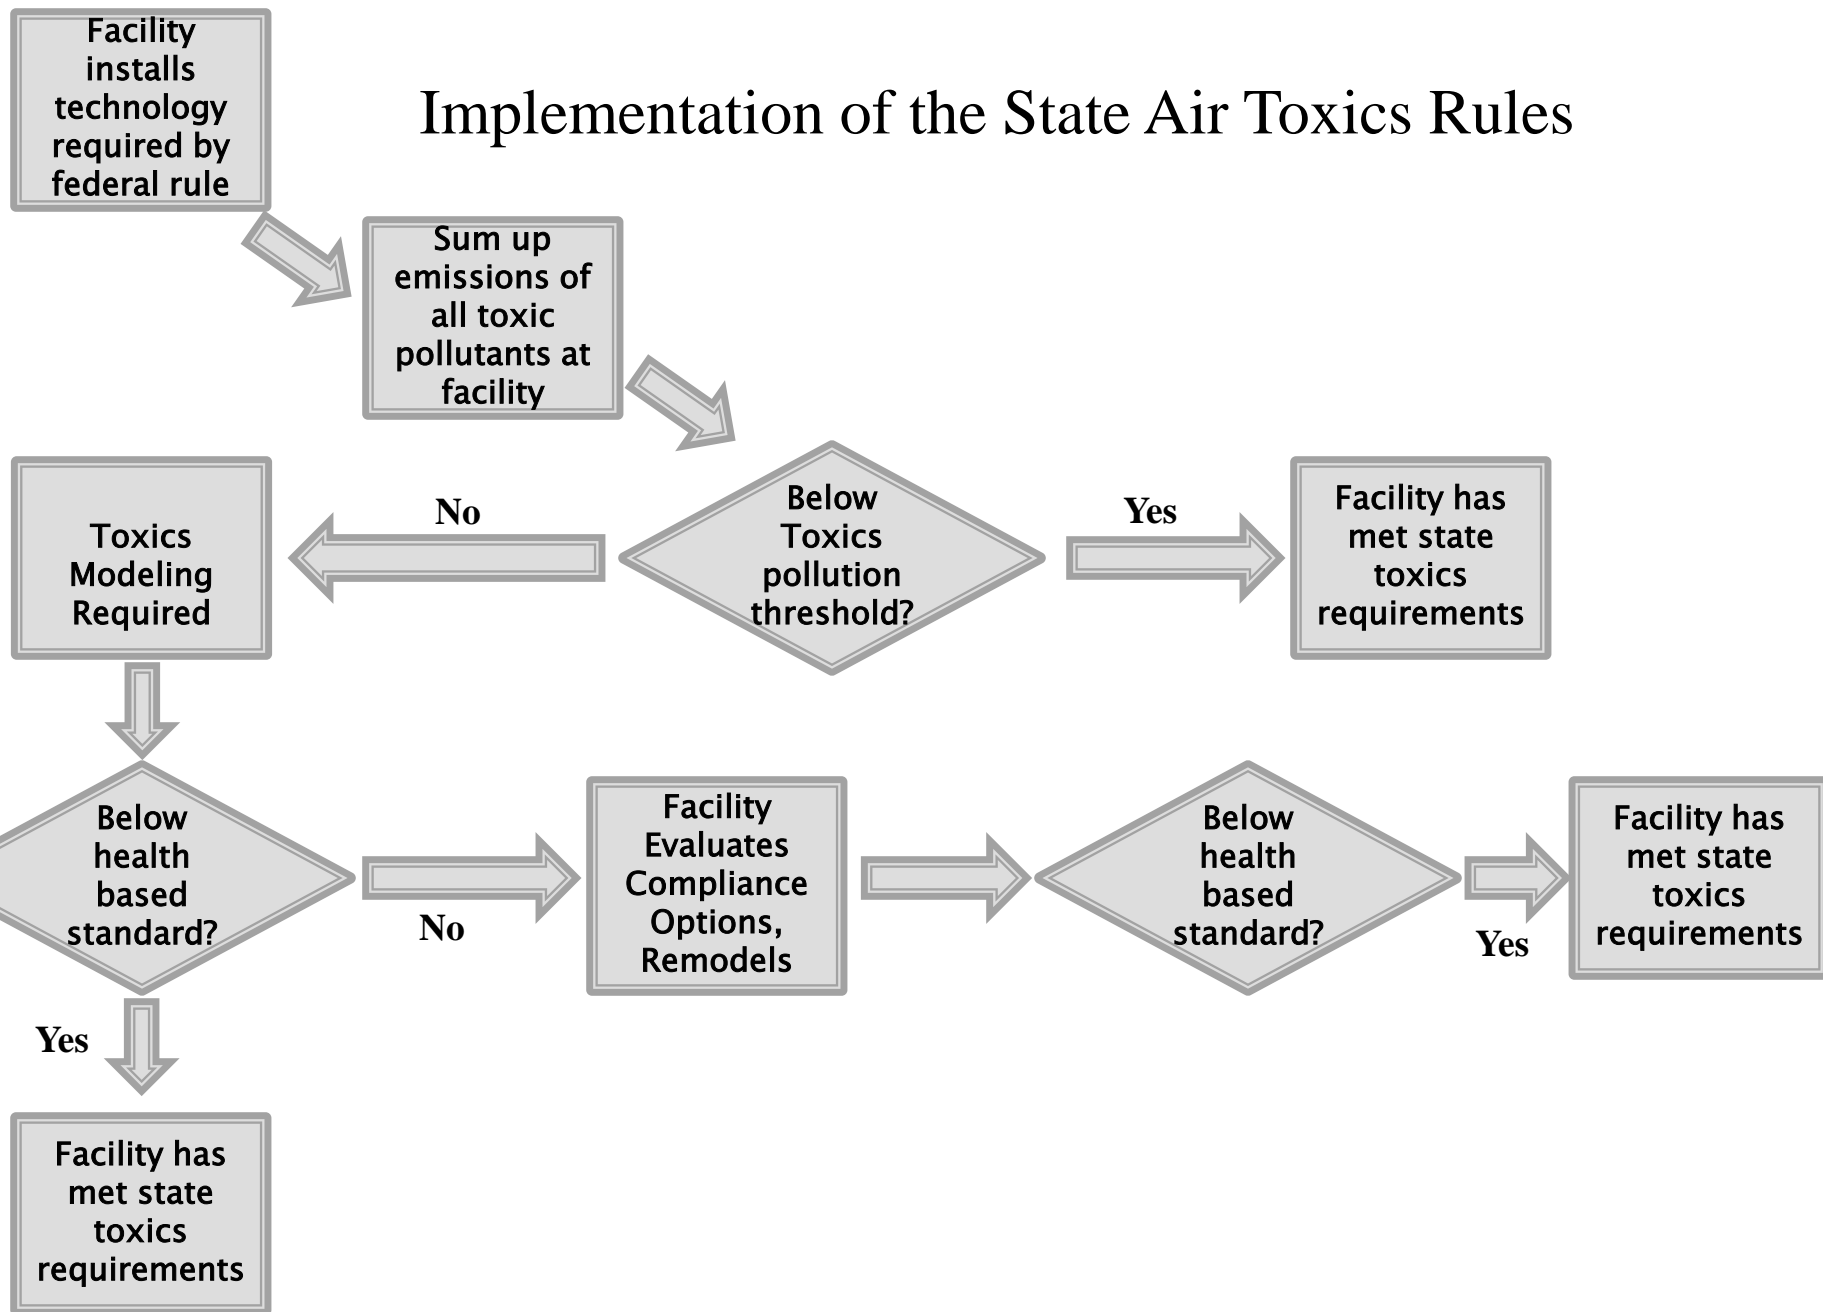 Facility
installs
technology
required by
federal rule
Implementation of the State Air Toxics Rules
Sum up
emissions of
all toxic
pollutants at
facility
No
Below
Toxics
pollution
threshold?
Yes
Facility has
met state
toxics
requirements
Toxics
Modeling
Required
Below
health
based
standard?
No
Facility
Evaluates
Compliance
Options,
Remodels
Below
health
based
standard?
Yes
Facility has
met state
toxics
requirements
Yes
Facility has
met state
toxics
requirements